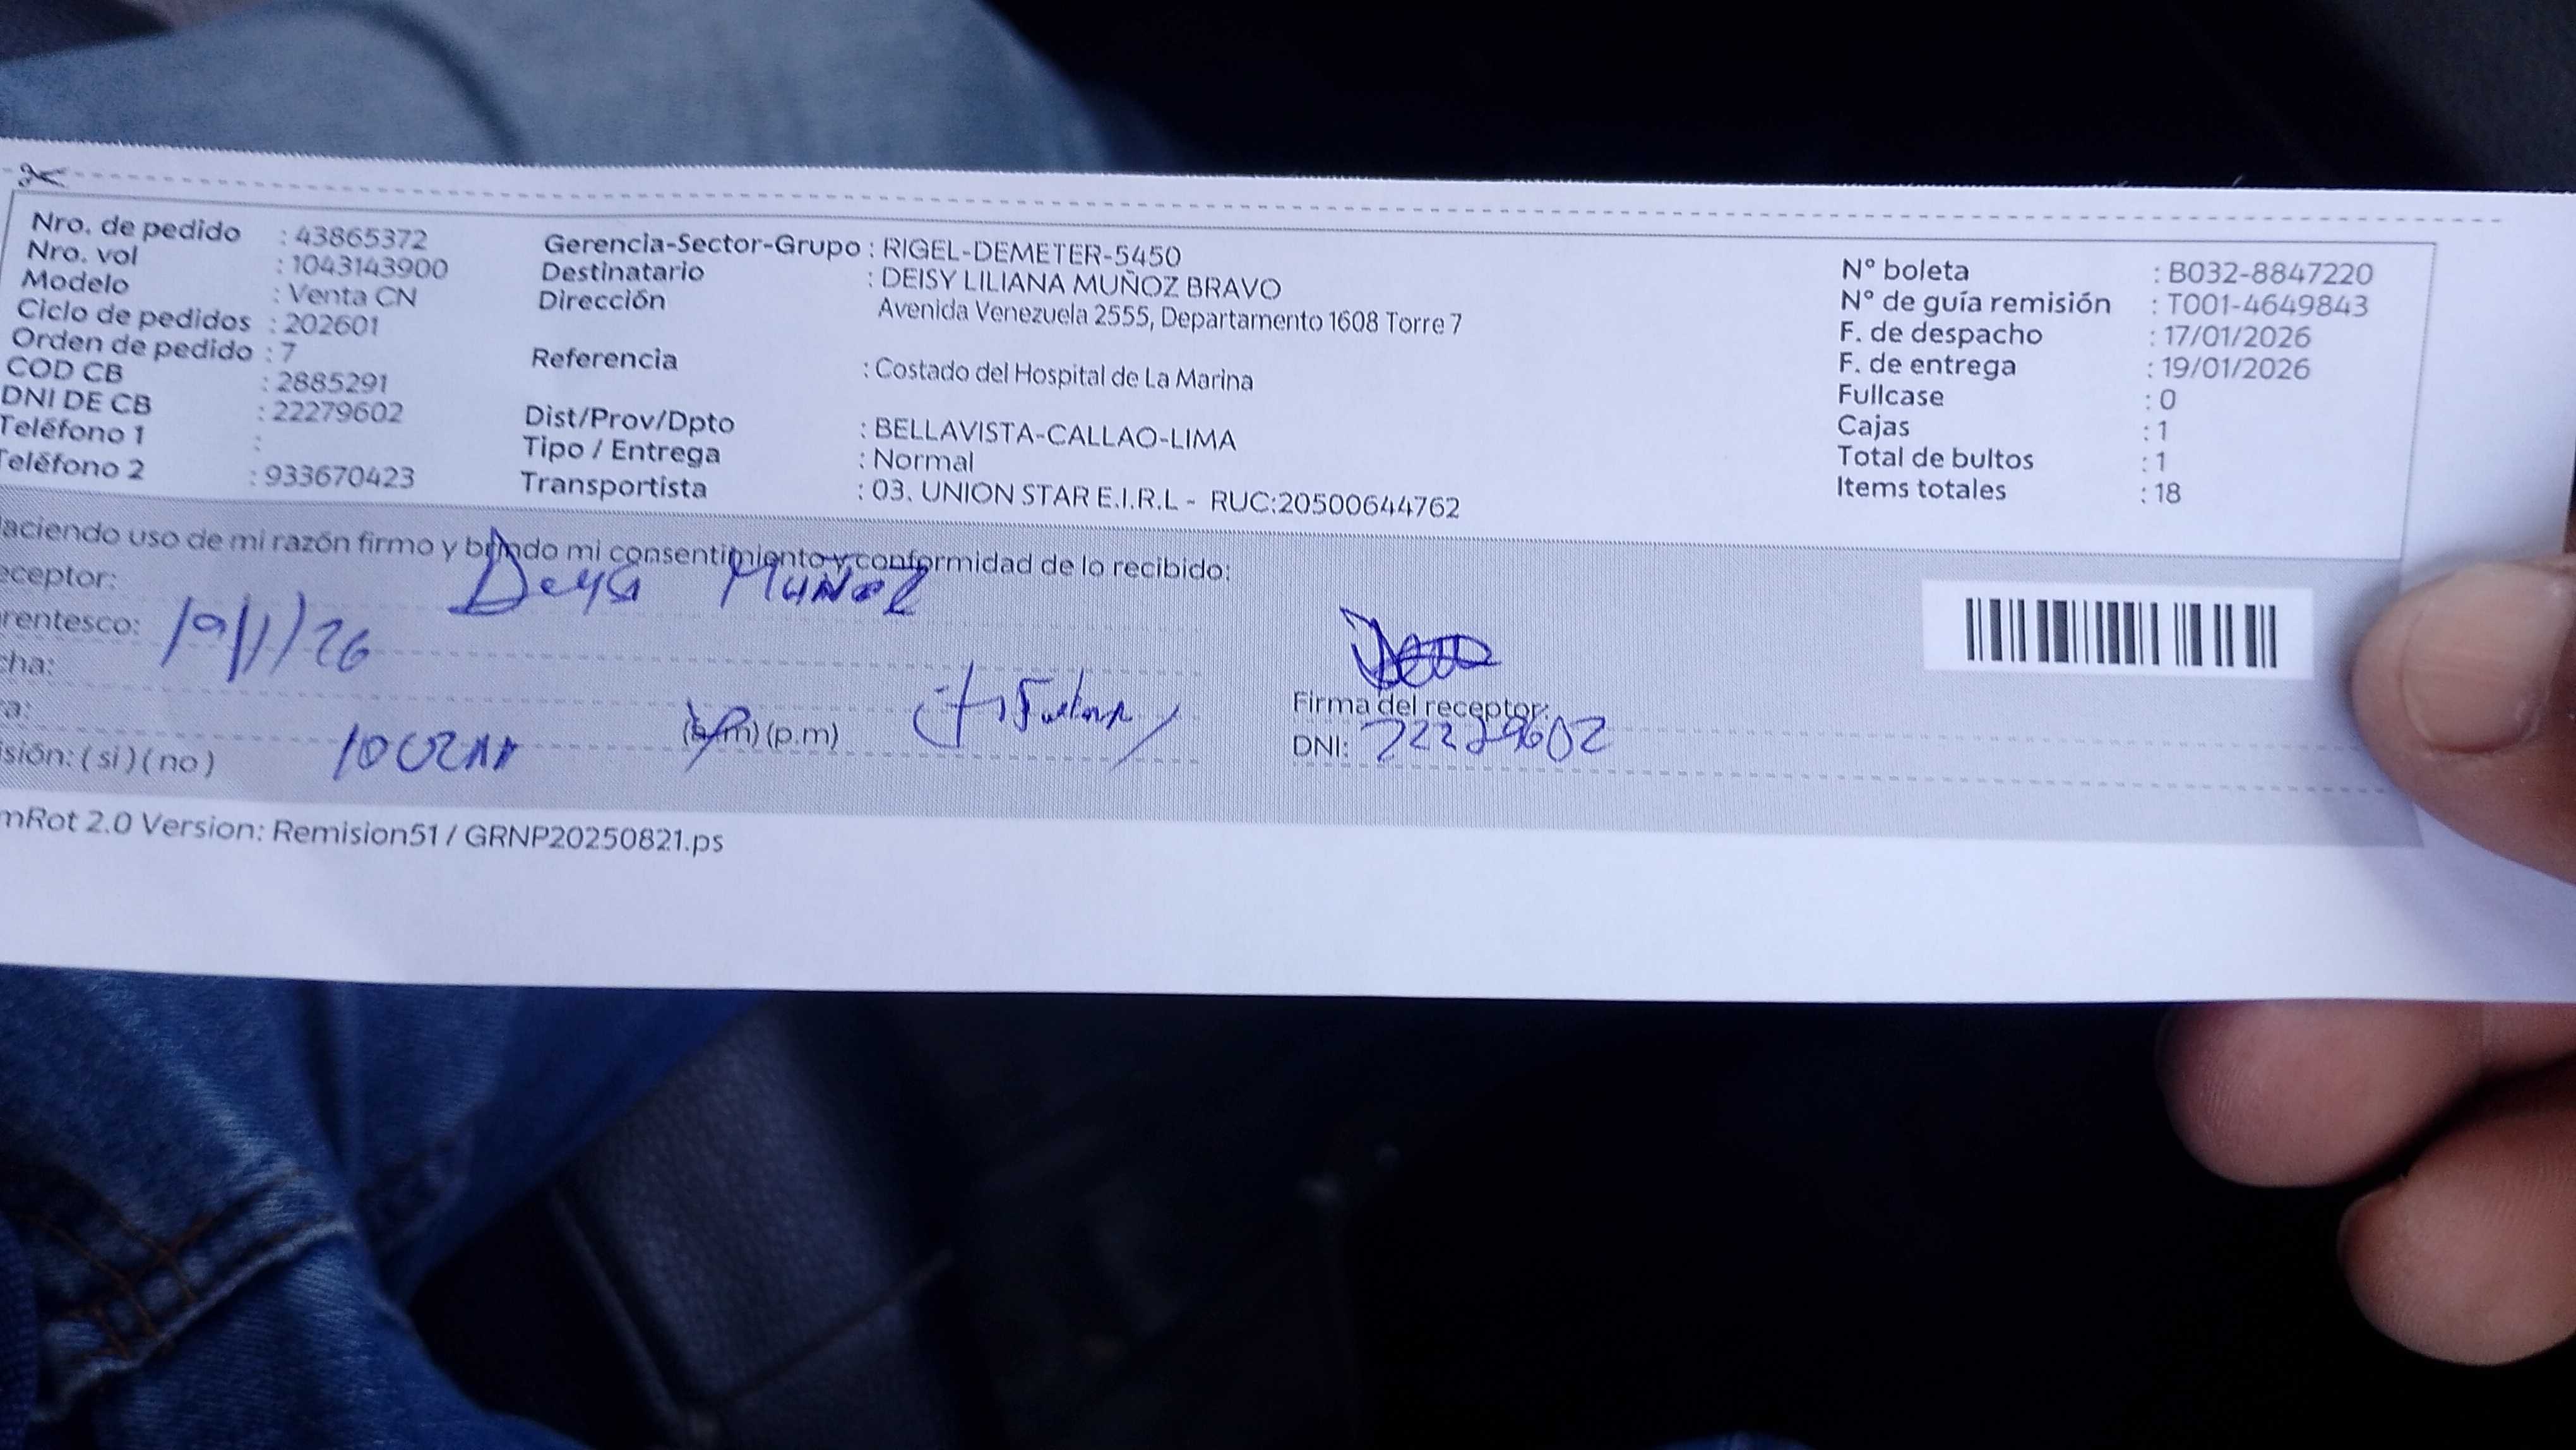 Nro. de pedido : 43865372
Nro. vol : 1043143900
Modelo : Venta CN
Ciclo de pedidos : 202601
Orden de pedido : 7
COD CB : 2885291
DNI DE CB : 22279602
Teléfono 1 :
Teléfono 2 : 933670423
Gerencia-Sector-Grupo : RIGEL-DEMETER-5450
Destinatario : DEISY LILIANA MUÑOZ BRAVO
Dirección Avenida Venezuela 2555, Departamento 1608 Torre 7
Referencia : Costado del Hospital de La Marina
Dist/Prov/Dpto : BELLAVISTA-CALLAO-LIMA
Tipo / Entrega : Normal
Transportista : 03. UNION STAR E.I.R.L - RUC:20500644762
N° boleta : B032-8847220
N° de guía remisión : T001-4649843
F. de despacho : 17/01/2026
F. de entrega : 19/01/2026
Fullcase : 0
Cajas : 1
Total de bultos : 1
Items totales : 18
aciendo uso de mi razón firmo y brindo mi consentimiento y conformidad de lo recibido:
eceptor: Muñoz
rentesco: 19/1/26
cha:
a: (a.m) (p.m)
isión: ( si ) ( no )
Firma del receptor:
DNI: 22279602
mRot 2.0 Version: Remision51 / GRNP20250821.ps